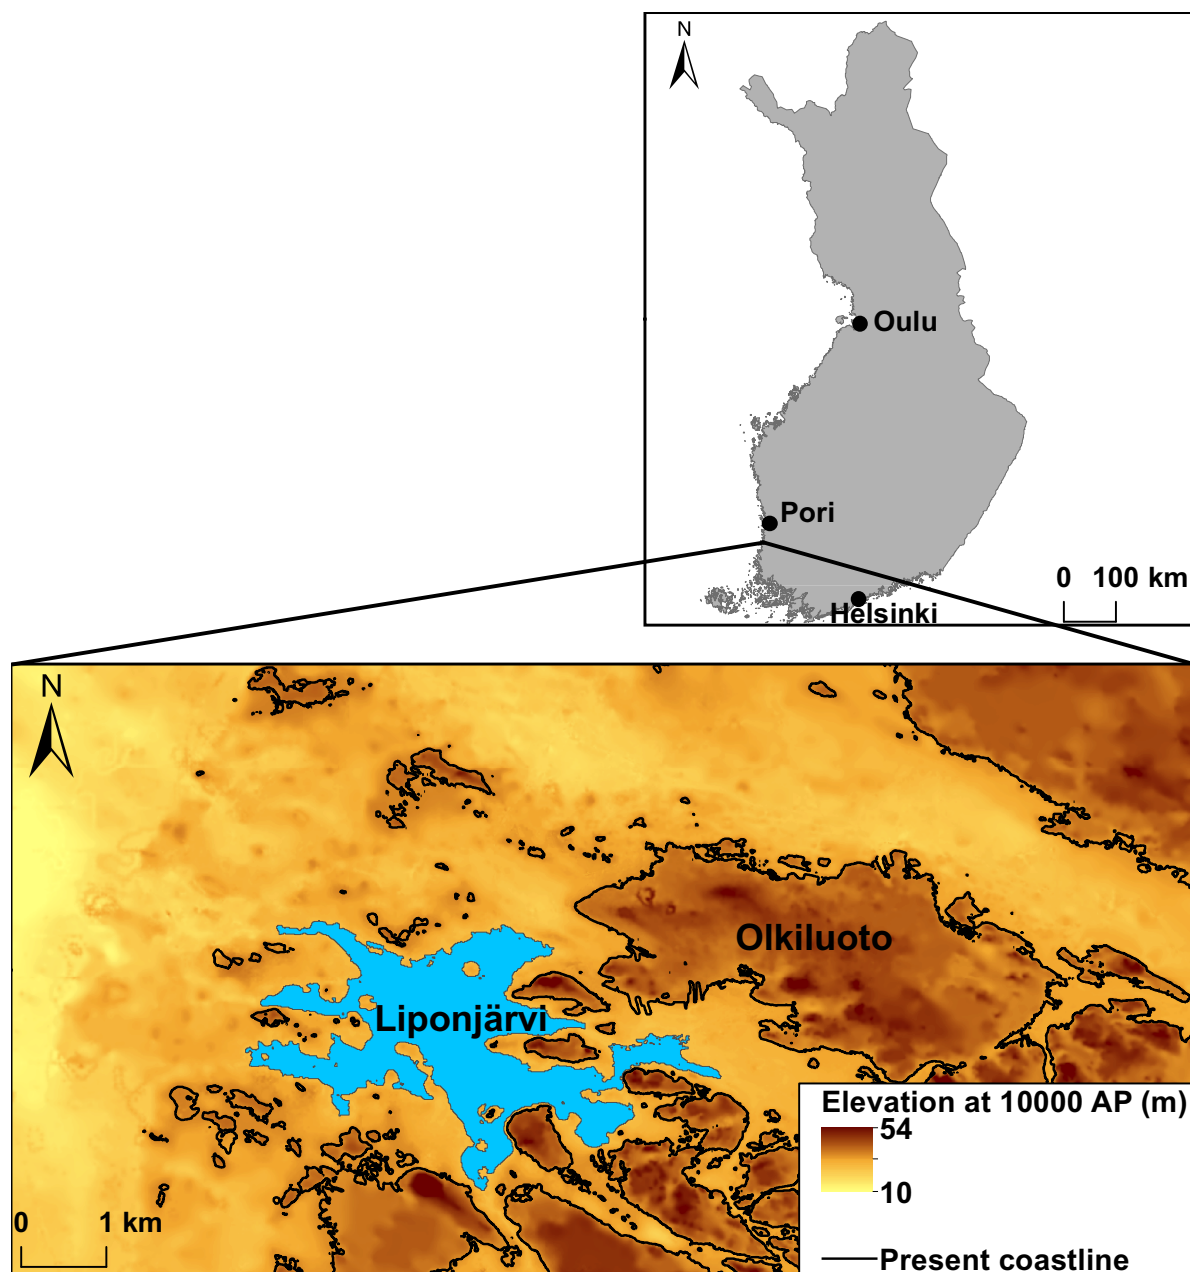 N
Oulu
Pori
0 100 km
Helsinki
N
Olkiluoto
Liponjärvi
Elevation at 10000 AP (m)
54
10
0 1 km
Present coastline